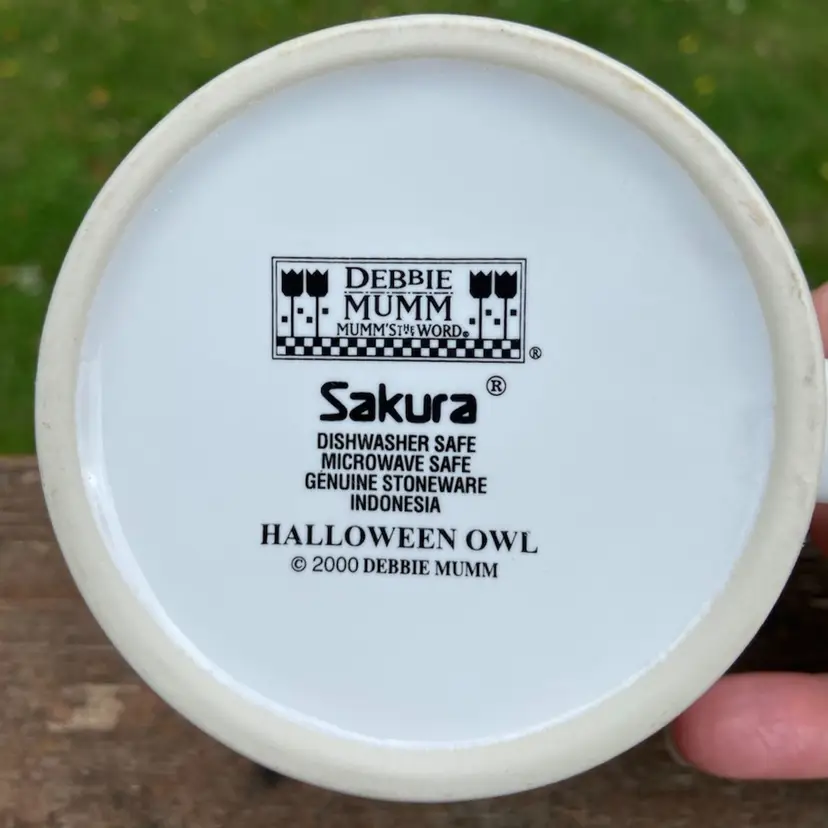 DEBBIE
MUMM
MUMM'S THE WORD®
®
Sakura®
DISHWASHER SAFE
MICROWAVE SAFE
GENUINE STONEWARE
INDONESIA
HALLOWEEN OWL
© 2000 DEBBIE MUMM